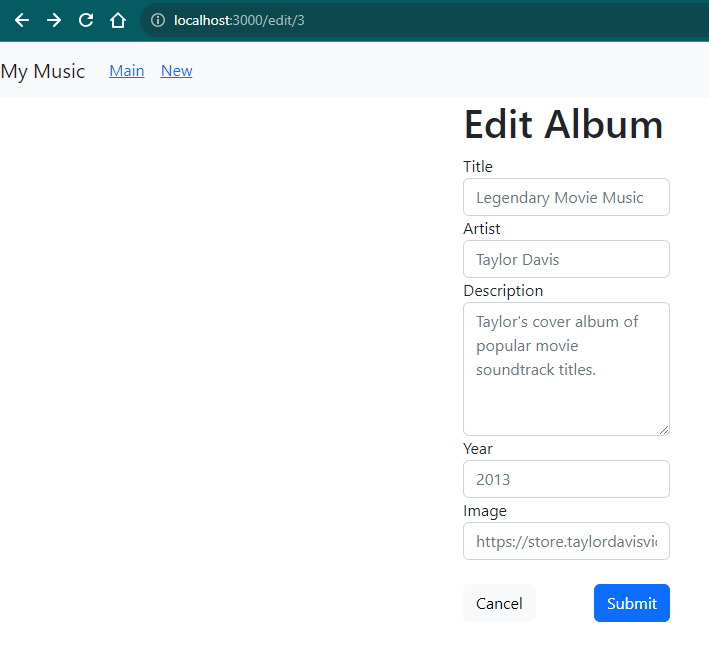 localhost:3000/edit/3
My Music Main New
Edit Album
Title
Legendary Movie Music
Artist
Taylor Davis
Description
Taylor's cover album of
popular movie
soundtrack titles.
Year
2013
Image
https://store.taylordavisvi
Cancel Submit